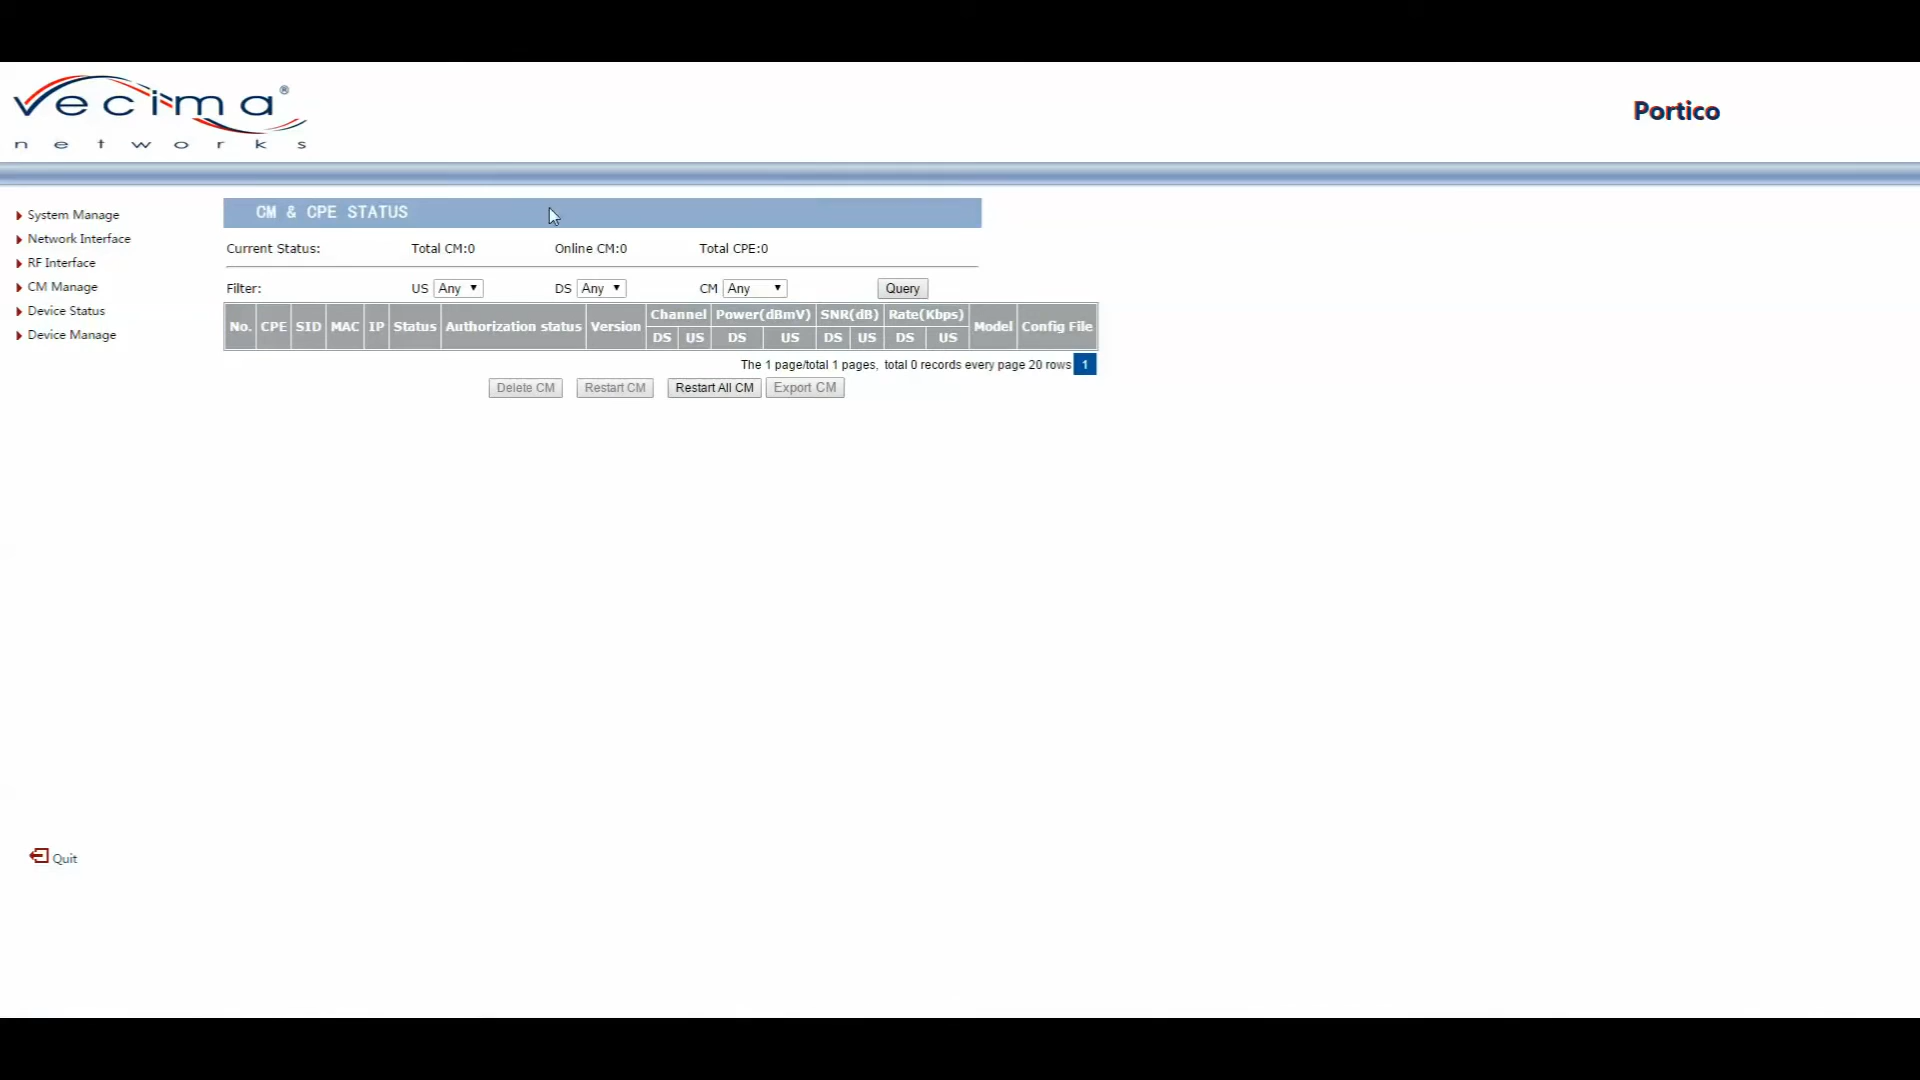 vecima®
networks
Portico
System Manage
Network Interface
RF Interface
CM Manage
Device Status
Device Manage
CM & CPE STATUS
Current Status: Total CM:0 Online CM:0 Total CPE:0
Filter: US Any DS Any CM Any Query
No. CPE SID MAC IP Status Authorization status Version Channel Power(dBmV) SNR(dB) Rate(Kbps) Model Config File
DS US DS US DS US DS US
The 1 page/total 1 pages, total 0 records every page 20 rows 1
Delete CM Restart CM Restart All CM Export CM
Quit